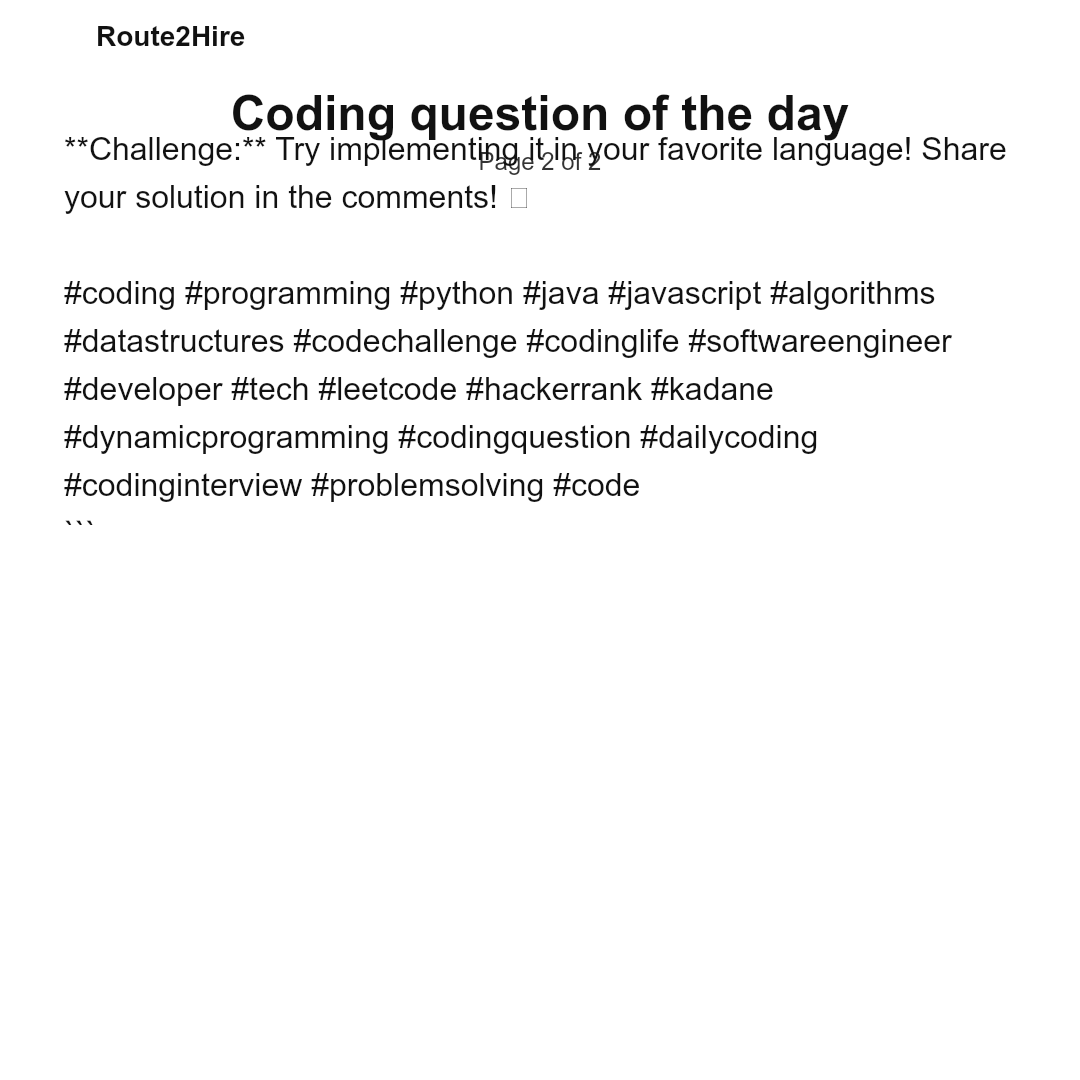 Route2Hire
Coding question of the day
**Challenge:** Try implementing it in your favorite language! Share
Page 2 of 2
your solution in the comments! 
#coding #programming #python #java #javascript #algorithms
#datastructures #codechallenge #codinglife #softwareengineer
#developer #tech #leetcode #hackerrank #kadane
#dynamicprogramming #codingquestion #dailycoding
#codinginterview #problemsolving #code
```